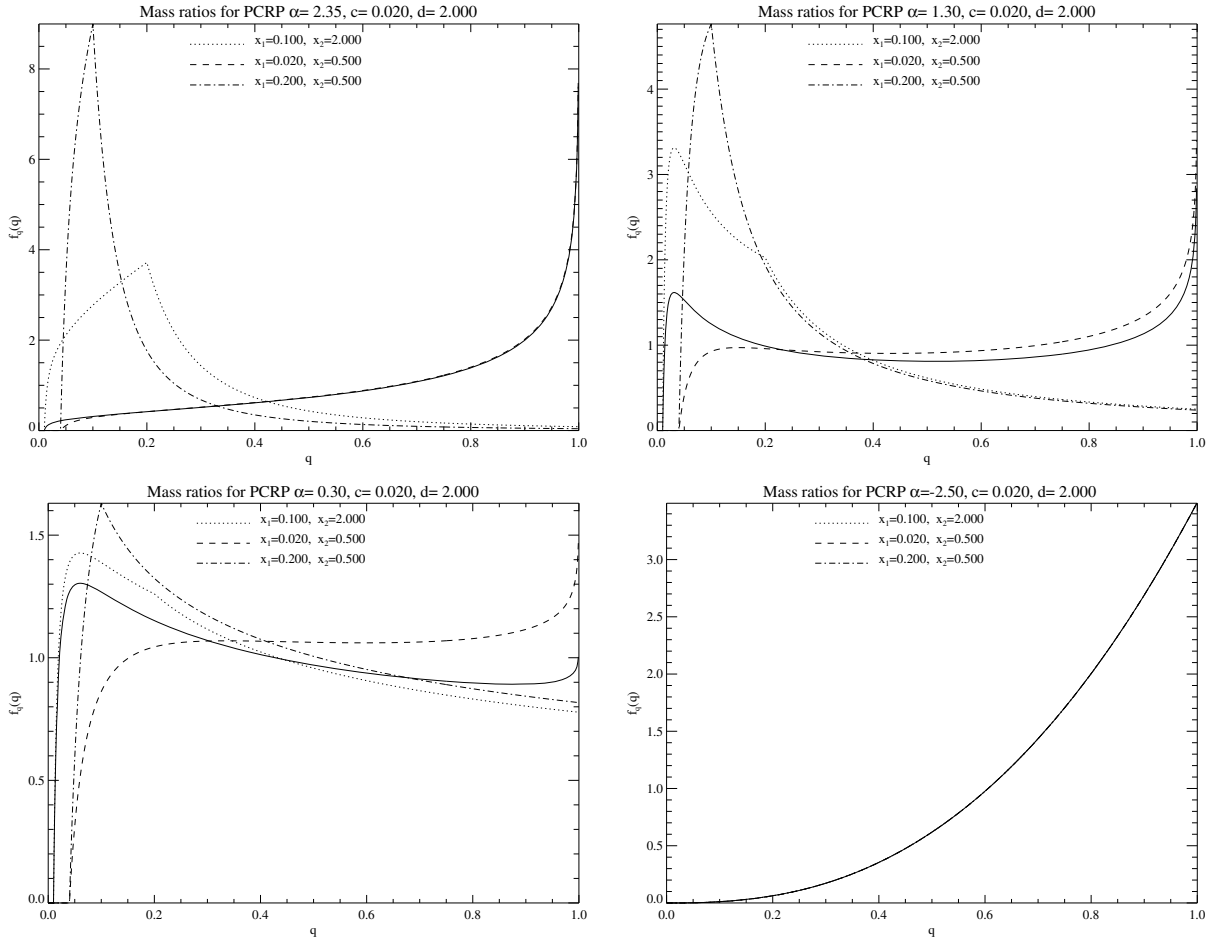 Mass ratios for PCRP α= 2.35, c= 0.020, d= 2.000
x₁=0.100, x₂=2.000
x₁=0.020, x₂=0.500
x₁=0.200, x₂=0.500
8
6
4
2
0
f_q(q)
0.0 0.2 0.4 0.6 0.8 1.0
q
Mass ratios for PCRP α= 1.30, c= 0.020, d= 2.000
x₁=0.100, x₂=2.000
x₁=0.020, x₂=0.500
x₁=0.200, x₂=0.500
4
3
2
1
0
f_q(q)
0.0 0.2 0.4 0.6 0.8 1.0
q
Mass ratios for PCRP α= 0.30, c= 0.020, d= 2.000
x₁=0.100, x₂=2.000
x₁=0.020, x₂=0.500
x₁=0.200, x₂=0.500
1.5
1.0
0.5
0.0
f_q(q)
0.0 0.2 0.4 0.6 0.8 1.0
q
Mass ratios for PCRP α=-2.50, c= 0.020, d= 2.000
x₁=0.100, x₂=2.000
x₁=0.020, x₂=0.500
x₁=0.200, x₂=0.500
3.0
2.5
2.0
1.5
1.0
0.5
0.0
f_q(q)
0.0 0.2 0.4 0.6 0.8 1.0
q